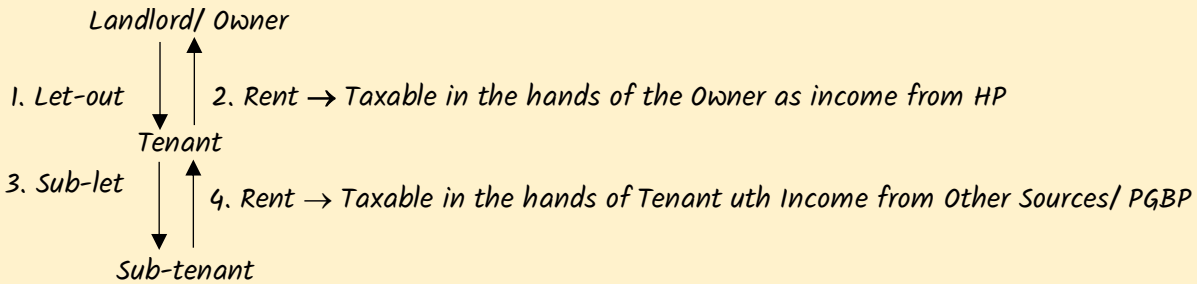 Landlord/ Owner
1. Let-out
2. Rent → Taxable in the hands of the Owner as income from HP
Tenant
3. Sub-let
4. Rent → Taxable in the hands of Tenant uth Income from Other Sources/ PGBP
Sub-tenant